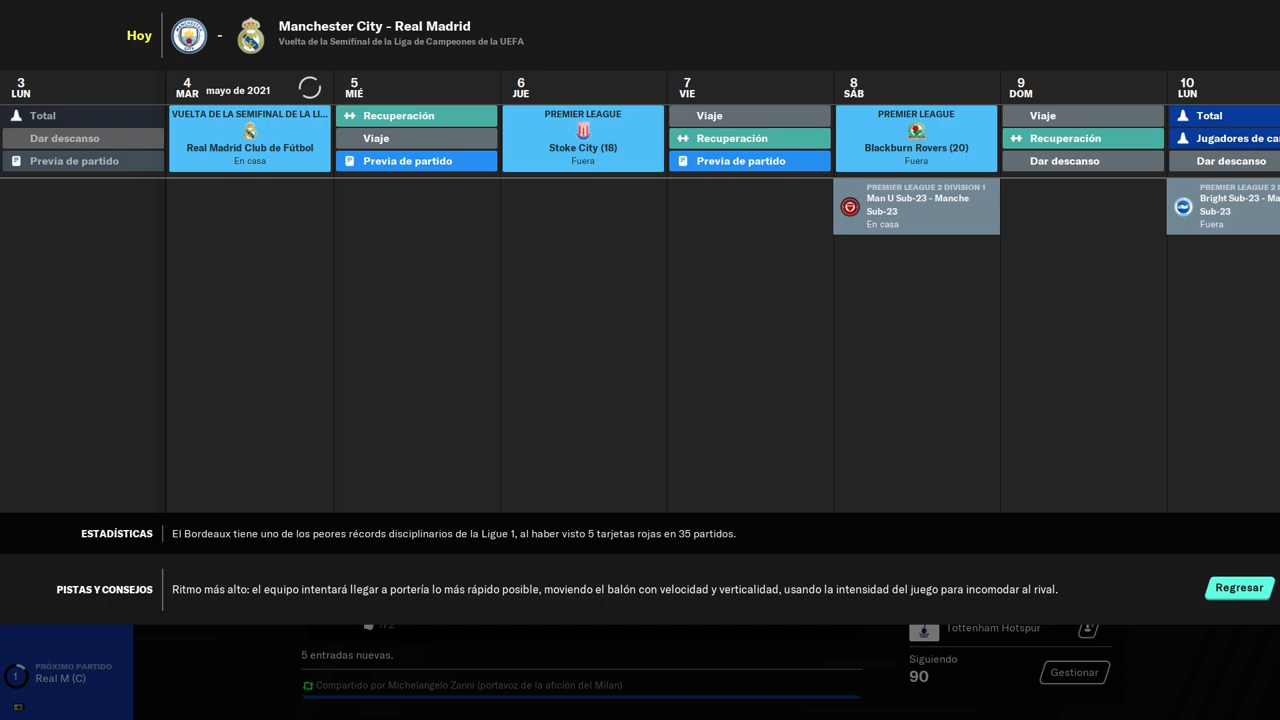 Hoy
-
Manchester City - Real Madrid
Vuelta de la Semifinal de la Liga de Campeones de la UEFA
3
LUN
4
MAR mayo de 2021
5
MIÉ
6
JUE
7
VIE
8
SÁB
9
DOM
10
LUN
Total
Dar descanso
Previa de partido
VUELTA DE LA SEMIFINAL DE LA LI...
Real Madrid Club de Fútbol
En casa
Recuperación
Viaje
Previa de partido
PREMIER LEAGUE
Stoke City (18)
Fuera
Viaje
Recuperación
Previa de partido
PREMIER LEAGUE
Blackburn Rovers (20)
Fuera
Viaje
Recuperación
Dar descanso
Total
Jugadores de ca
Dar descanso
PREMIER LEAGUE 2 DIVISION 1
Man U Sub-23 - Manche
Sub-23
En casa
PREMIER LEAGUE 2
Bright Sub-23 - Ma
Sub-23
Fuera
ESTADÍSTICAS
El Bordeaux tiene uno de los peores récords disciplinarios de la Ligue 1, al haber visto 5 tarjetas rojas en 35 partidos.
PISTAS Y CONSEJOS
Ritmo más alto: el equipo intentará llegar a portería lo más rápido posible, moviendo el balón con velocidad y verticalidad, usando la intensidad del juego para incomodar al rival.
Regresar
Tottenham Hotspur
5 entradas nuevas.
Siguiendo
90
Gestionar
1
PRÓXIMO PARTIDO
Real M (C)
Compartido por Michelangelo Zanni (portavoz de la afición del Milan)